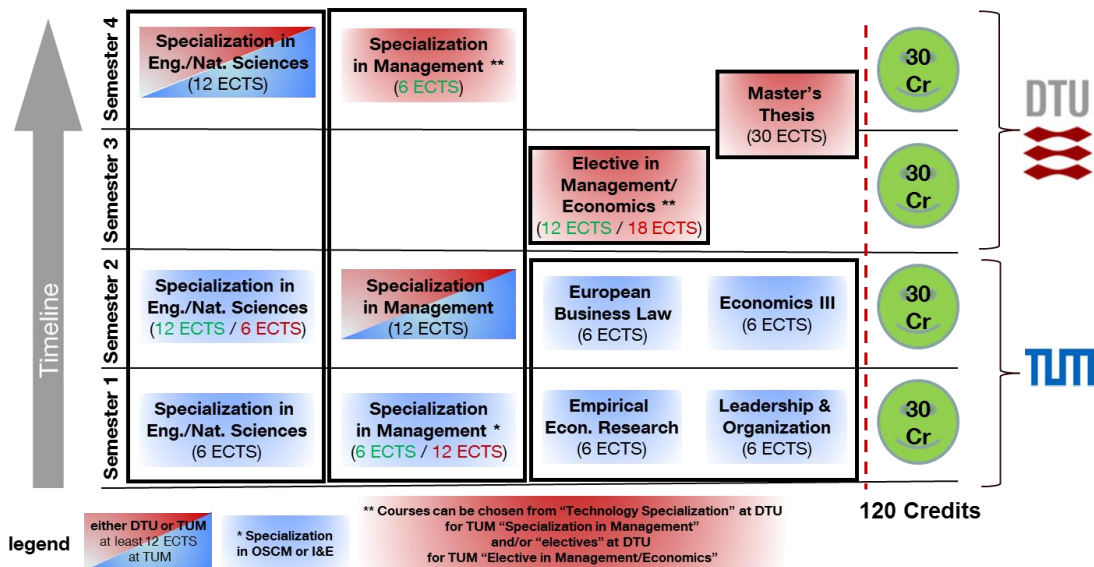 Timeline
Semester 4
Specialization in
Eng./Nat. Sciences
(12 ECTS)
Specialization
in Management **
(6 ECTS)
Master's
Thesis
(30 ECTS)
30
Cr
Semester 3
Elective in
Management/
Economics **
(12 ECTS / 18 ECTS)
30
Cr
DTU
Semester 2
Specialization in
Eng./Nat. Sciences
(12 ECTS / 6 ECTS)
Specialization
in Management
(12 ECTS)
European
Business Law
(6 ECTS)
Economics III
(6 ECTS)
30
Cr
Semester 1
Specialization in
Eng./Nat. Sciences
(6 ECTS)
Specialization
in Management *
(6 ECTS / 12 ECTS)
Empirical
Econ. Research
(6 ECTS)
Leadership &
Organization
(6 ECTS)
30
Cr
TUM
120 Credits
legend
either DTU or TUM
at least 12 ECTS
at TUM
* Specialization
in OSCM or I&E
** Courses can be chosen from "Technology Specialization" at DTU
for TUM "Specialization in Management"
and/or "electives" at DTU
for TUM "Elective in Management/Economics"